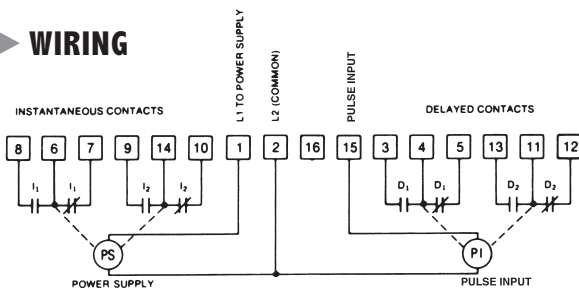 WIRING
L1 TO POWER SUPPLY
L2 (COMMON)
PULSE INPUT
INSTANTANEOUS CONTACTS
DELAYED CONTACTS
8 6 7 9 14 10 1 2 16 15 3 4 5 13 11 12
I1 I1 I2 I2 D1 D1 D2 D2
PS PI
POWER SUPPLY
PULSE INPUT